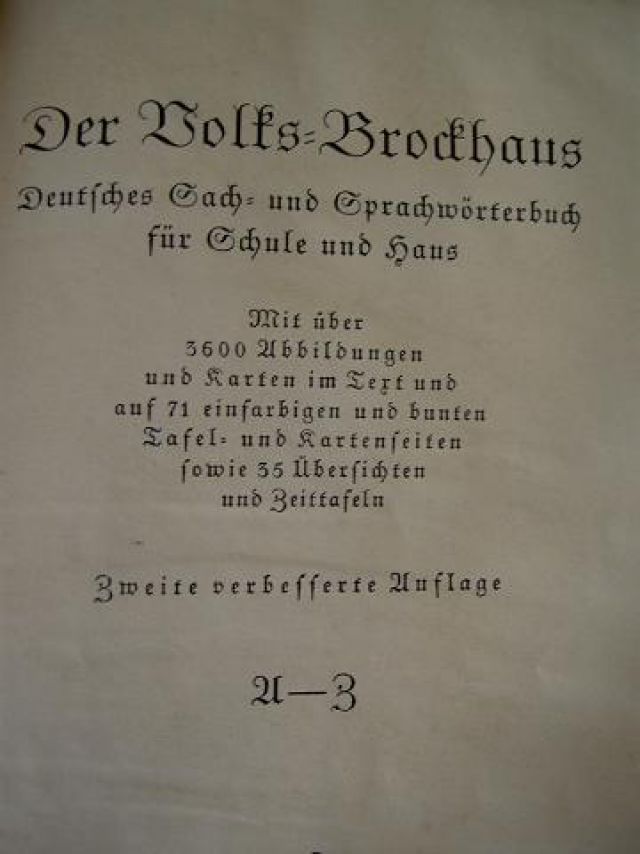 Der Volks-Brockhaus
Deutsches Sach- und Sprachwörterbuch
für Schule und Haus
Mit über
3600 Abbildungen
und Karten im Text und
auf 71 einfarbigen und bunten
Tafel- und Kartenseiten
sowie 35 Übersichten
und Zeittafeln
Zweite verbesserte Auflage
A—Z